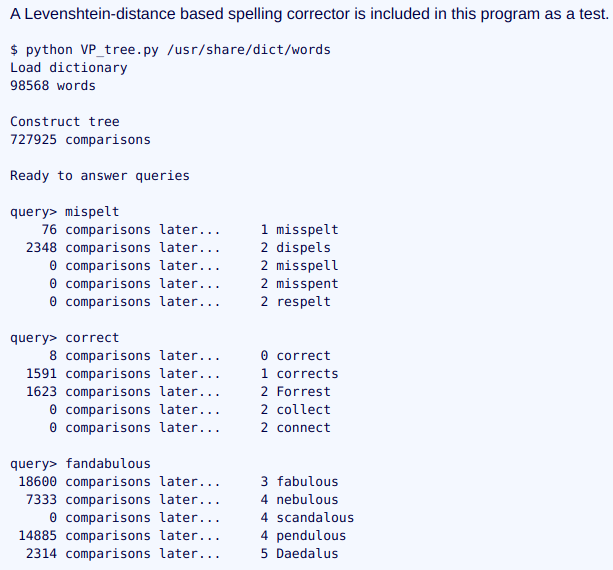 A Levenshtein-distance based spelling corrector is included in this program as a test.
$ python VP_tree.py /usr/share/dict/words
Load dictionary
98568 words
Construct tree
727925 comparisons
Ready to answer queries
query> mispelt
76 comparisons later... 1 misspelt
2348 comparisons later... 2 dispels
0 comparisons later... 2 misspell
0 comparisons later... 2 misspent
0 comparisons later... 2 respelt
query> correct
8 comparisons later... 0 correct
1591 comparisons later... 1 corrects
1623 comparisons later... 2 Forrest
0 comparisons later... 2 collect
0 comparisons later... 2 connect
query> fandabulous
18600 comparisons later... 3 fabulous
7333 comparisons later... 4 nebulous
0 comparisons later... 4 scandalous
14885 comparisons later... 4 pendulous
2314 comparisons later... 5 Daedalus